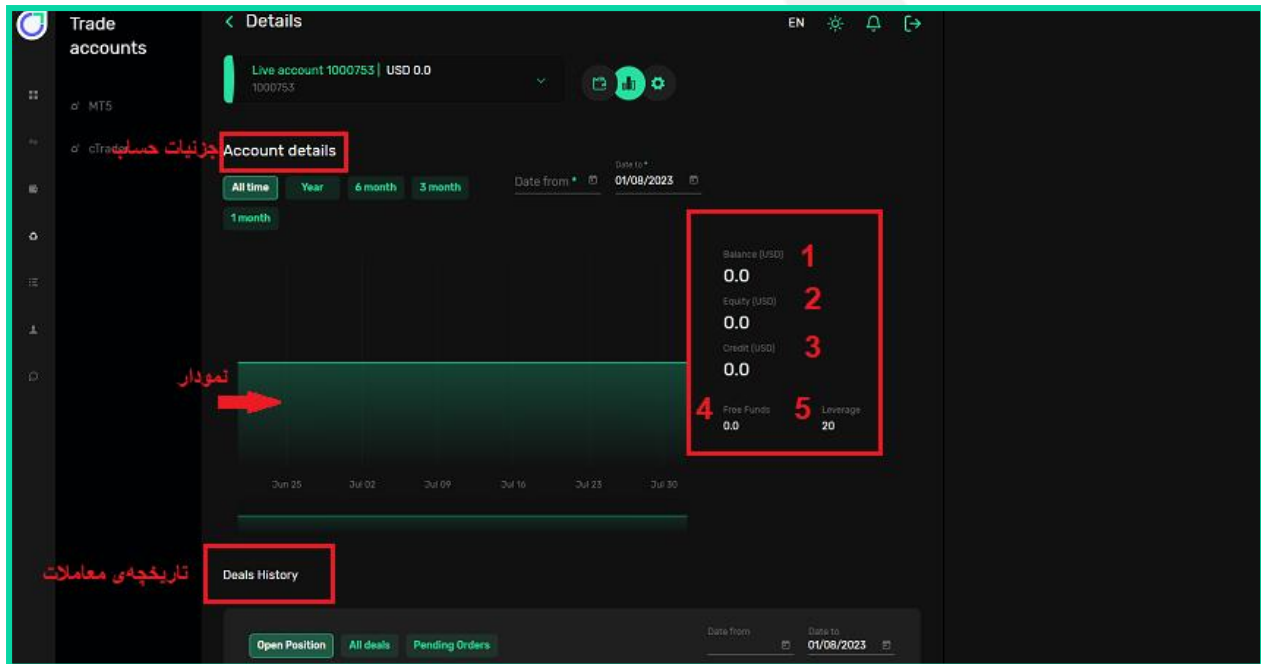 Trade
accounts
MT5
cTrader
Details
EN
Live account 1000753 | USD 0.0
1000753
جزئیات حساب
Account details
All time Year 6 month 3 month
1 month
Date from *
Date to *
01/08/2023
Balance (USD) 1
0.0
Equity (USD) 2
0.0
Credit (USD) 3
0.0
4 Free Funds 5 Leverage
0.0 20
نمودار
Jun 25 Jul 02 Jul 09 Jul 16 Jul 23 Jul 30
تاریخچه‌ی معاملات
Deals History
Open Position All deals Pending Orders
Date from
Date to
01/08/2023